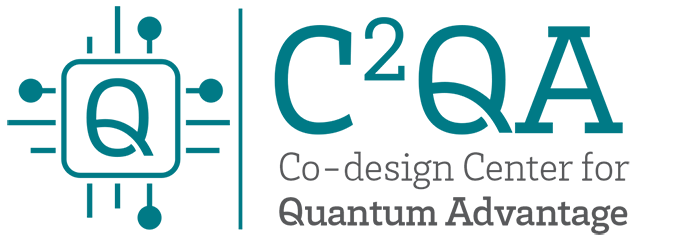 Q
C²QA
Co-design Center for
Quantum Advantage